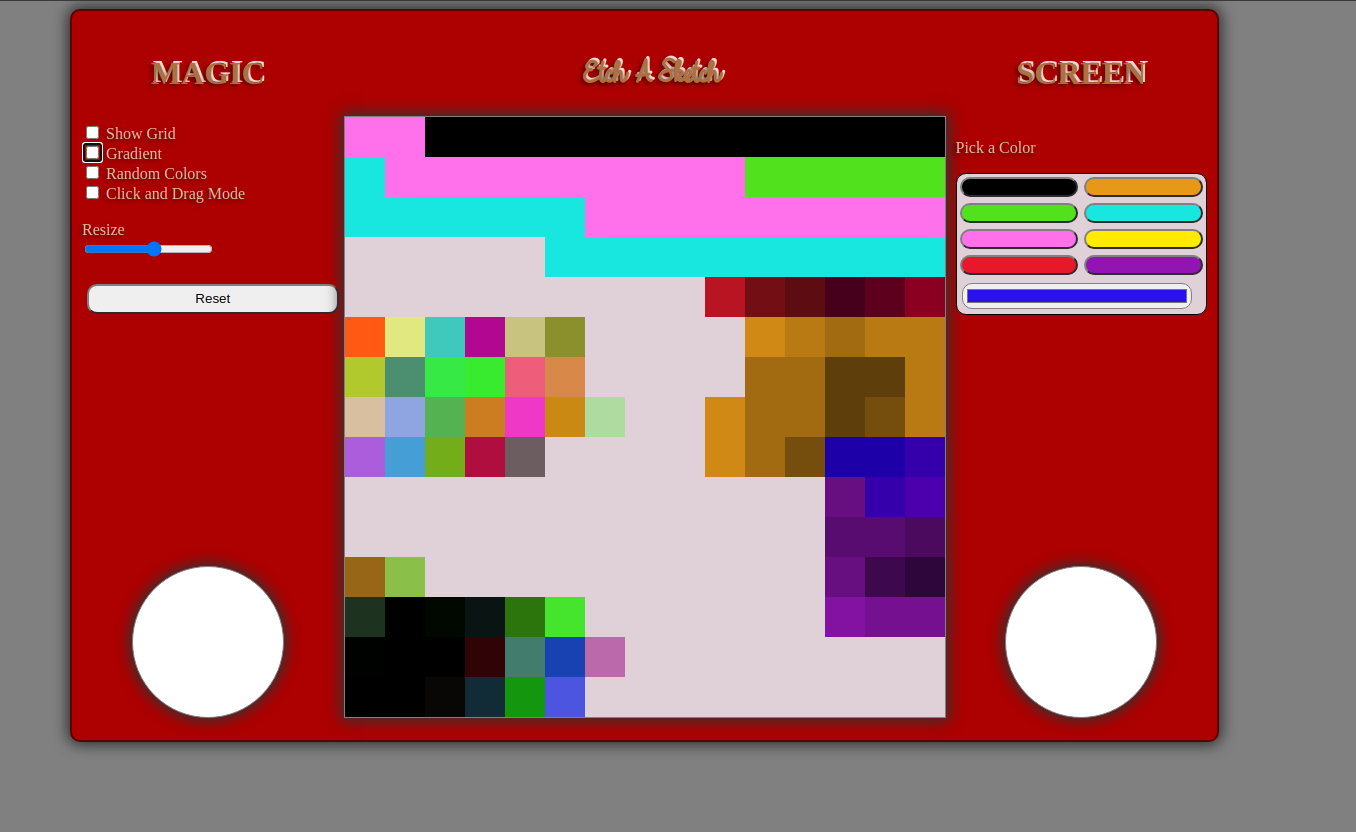 MAGIC
Etch A Sketch
SCREEN
Show Grid
Gradient
Random Colors
Click and Drag Mode
Resize
Reset
Pick a Color